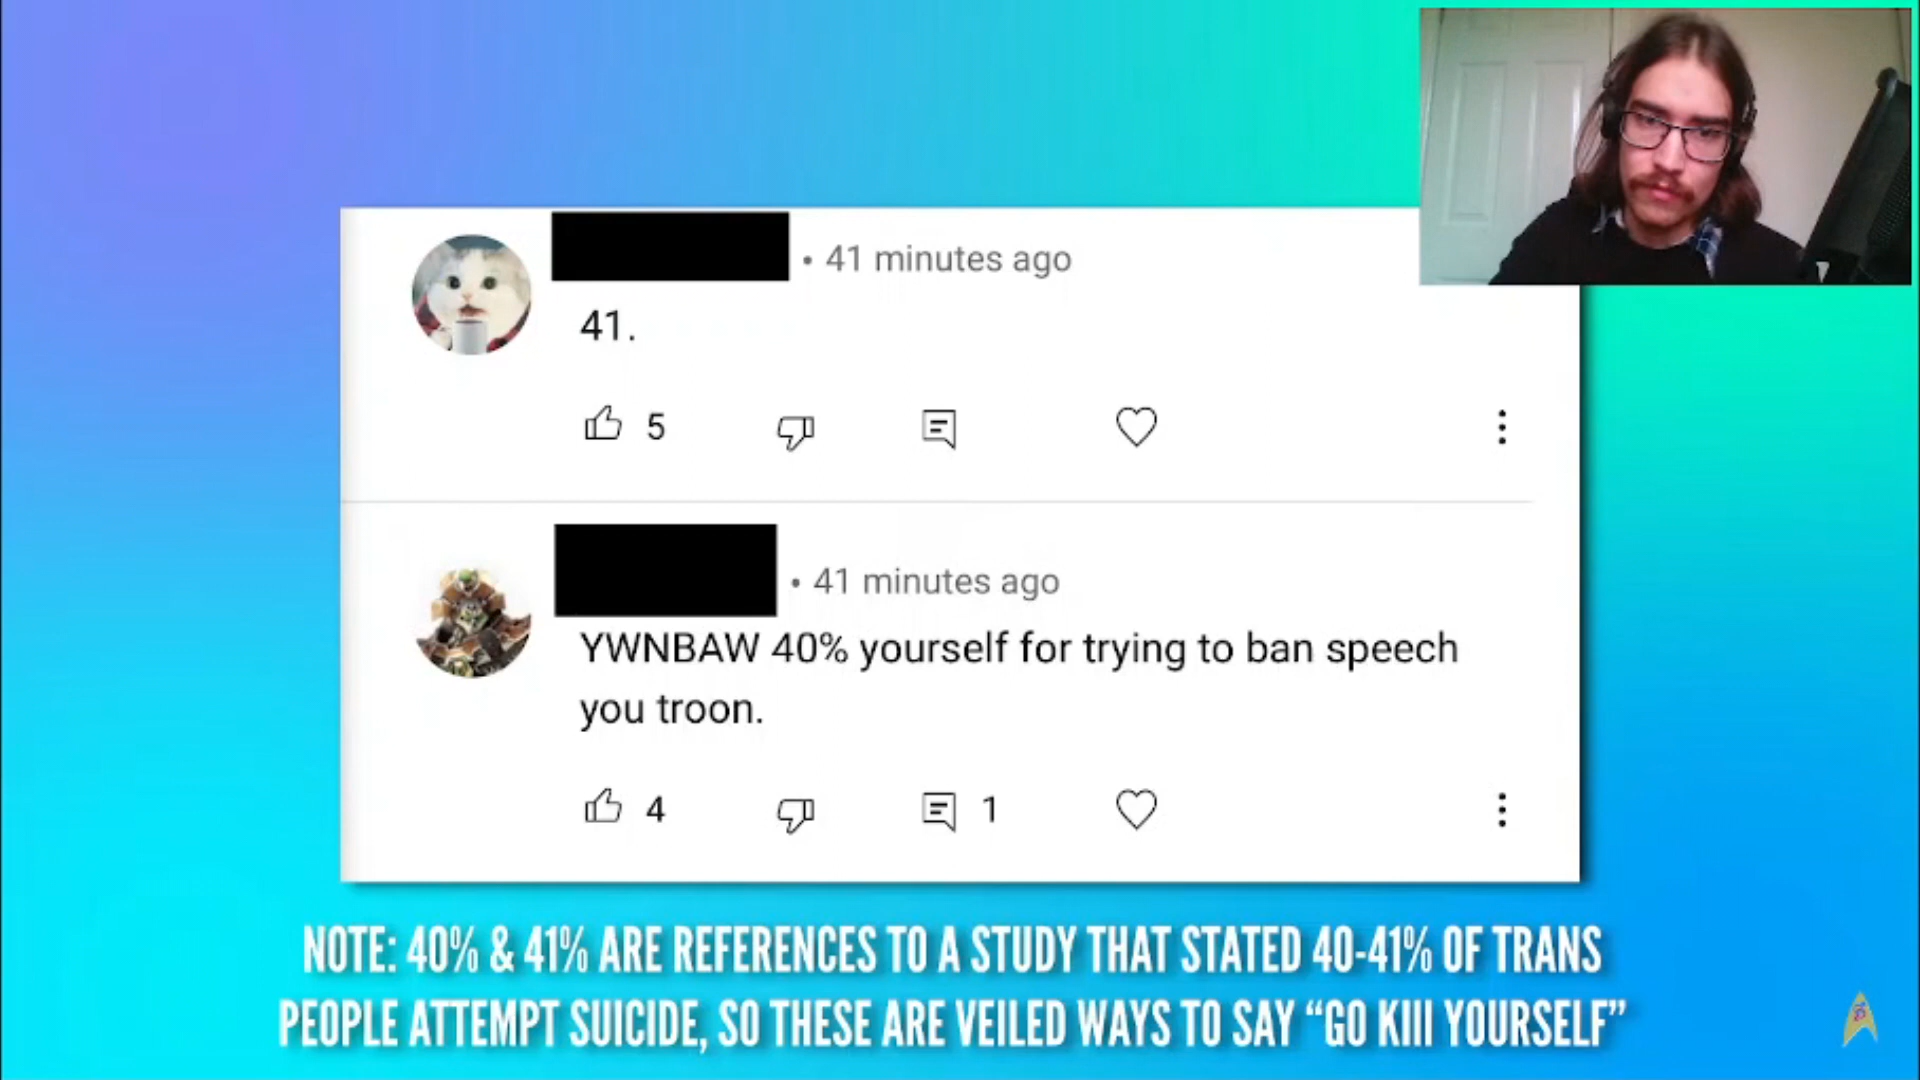 • 41 minutes ago
41.
5
• 41 minutes ago
YWNBAW 40% yourself for trying to ban speech
you troon.
4
1
NOTE: 40% & 41% ARE REFERENCES TO A STUDY THAT STATED 40-41% OF TRANS
PEOPLE ATTEMPT SUICIDE, SO THESE ARE VEILED WAYS TO SAY “GO KIll YOURSELF”